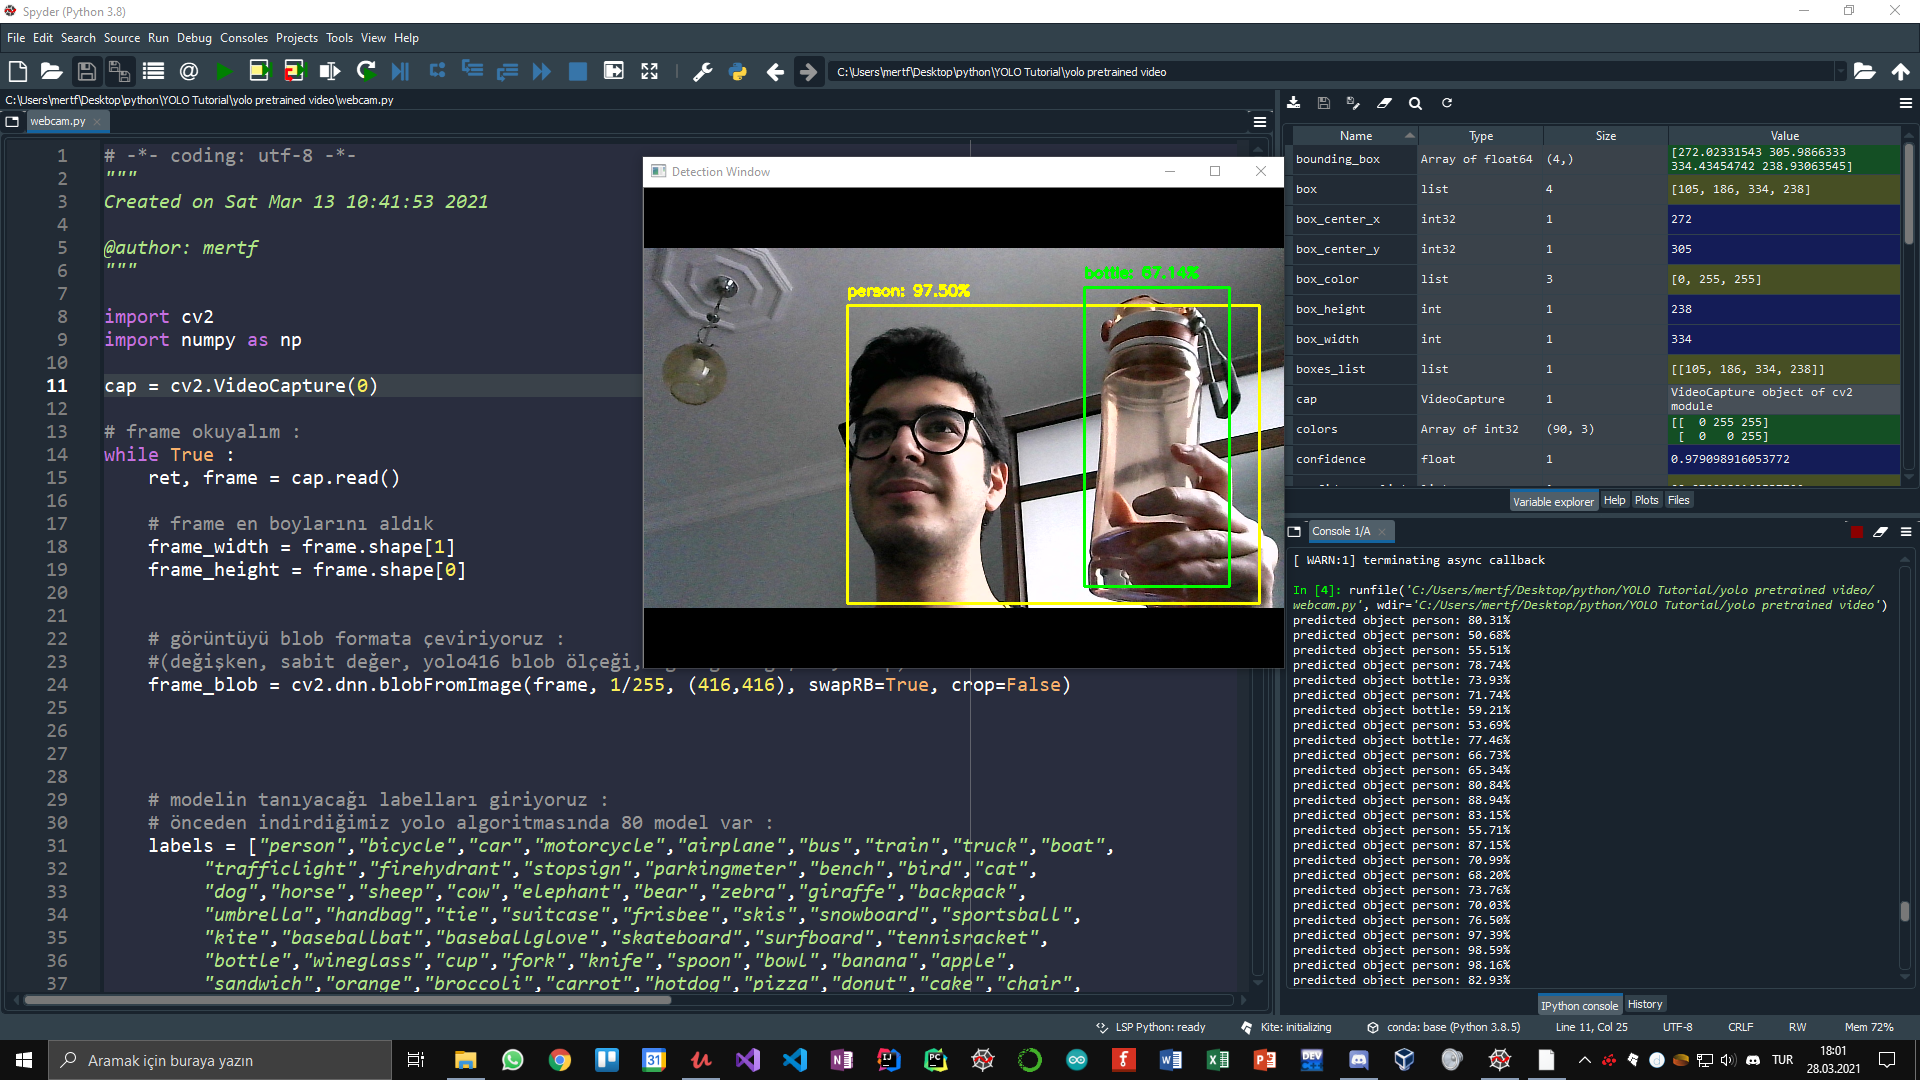 Spyder (Python 3.8)
File Edit Search Source Run Debug Consoles Projects Tools View Help
C:\Users\mertf\Desktop\python\YOLO Tutorial\yolo pretrained video
C:\Users\mertf\Desktop\python\YOLO Tutorial\yolo pretrained video\webcam.py
webcam.py
1 # -*- coding: utf-8 -*-
2 """
3 Created on Sat Mar 13 10:41:53 2021
4
5 @author: mertf
6 """
7
8 import cv2
9 import numpy as np
10
11 cap = cv2.VideoCapture(0)
12
13 # frame okuyalım :
14 while True :
15 ret, frame = cap.read()
16
17 # frame en boylarını aldık
18 frame_width = frame.shape[1]
19 frame_height = frame.shape[0]
20
21
22 # görüntüyü blob formata çeviriyoruz :
23 #(değişken, sabit değer, yolo416 blob ölçeği,
24 frame_blob = cv2.dnn.blobFromImage(frame, 1/255, (416,416), swapRB=True, crop=False)
25
26
27
28
29 # modelin tanıyacağı labelları giriyoruz :
30 # önceden indirdiğimiz yolo algoritmasında 80 model var :
31 labels = ["person","bicycle","car","motorcycle","airplane","bus","train","truck","boat",
32 "trafficlight","firehydrant","stopsign","parkingmeter","bench","bird","cat",
33 "dog","horse","sheep","cow","elephant","bear","zebra","giraffe","backpack",
34 "umbrella","handbag","tie","suitcase","frisbee","skis","snowboard","sportsball",
35 "kite","baseballbat","baseballglove","skateboard","surfboard","tennisracket",
36 "bottle","wineglass","cup","fork","knife","spoon","bowl","banana","apple",
37 "sandwich","orange","broccoli","carrot","hotdog","pizza","donut","cake","chair",
Detection Window
bottle: 67.14%
person: 97.50%
Name Type Size Value
bounding_box Array of float64 (4,) [272.02331543 305.9866333
334.43454742 238.93063545]
box list 4 [105, 186, 334, 238]
box_center_x int32 1 272
box_center_y int32 1 305
box_color list 3 [0, 255, 255]
box_height int 1 238
box_width int 1 334
boxes_list list 1 [[105, 186, 334, 238]]
cap VideoCapture 1 VideoCapture object of cv2
module
colors Array of int32 (90, 3) [[ 0 255 255]
[ 0 0 255]
confidence float 1 0.979098916053772
Variable explorer Help Plots Files
Console 1/A
[ WARN:1] terminating async callback
In [4]: runfile('C:/Users/mertf/Desktop/python/YOLO Tutorial/yolo pretrained video/
webcam.py', wdir='C:/Users/mertf/Desktop/python/YOLO Tutorial/yolo pretrained video')
predicted object person: 80.31%
predicted object person: 50.68%
predicted object person: 55.51%
predicted object person: 78.74%
predicted object bottle: 73.93%
predicted object person: 71.74%
predicted object bottle: 59.21%
predicted object person: 53.69%
predicted object bottle: 77.46%
predicted object person: 66.73%
predicted object person: 65.34%
predicted object person: 80.84%
predicted object person: 88.94%
predicted object person: 83.15%
predicted object person: 55.71%
predicted object person: 87.15%
predicted object person: 70.99%
predicted object person: 68.20%
predicted object person: 73.76%
predicted object person: 70.03%
predicted object person: 76.50%
predicted object person: 97.39%
predicted object person: 98.59%
predicted object person: 98.16%
predicted object person: 82.93%
IPython console History
LSP Python: ready Kite: initializing conda: base (Python 3.8.5) Line 11, Col 25 UTF-8 CRLF RW Mem 72%
Aramak için buraya yazın
TUR
18:01
28.03.2021